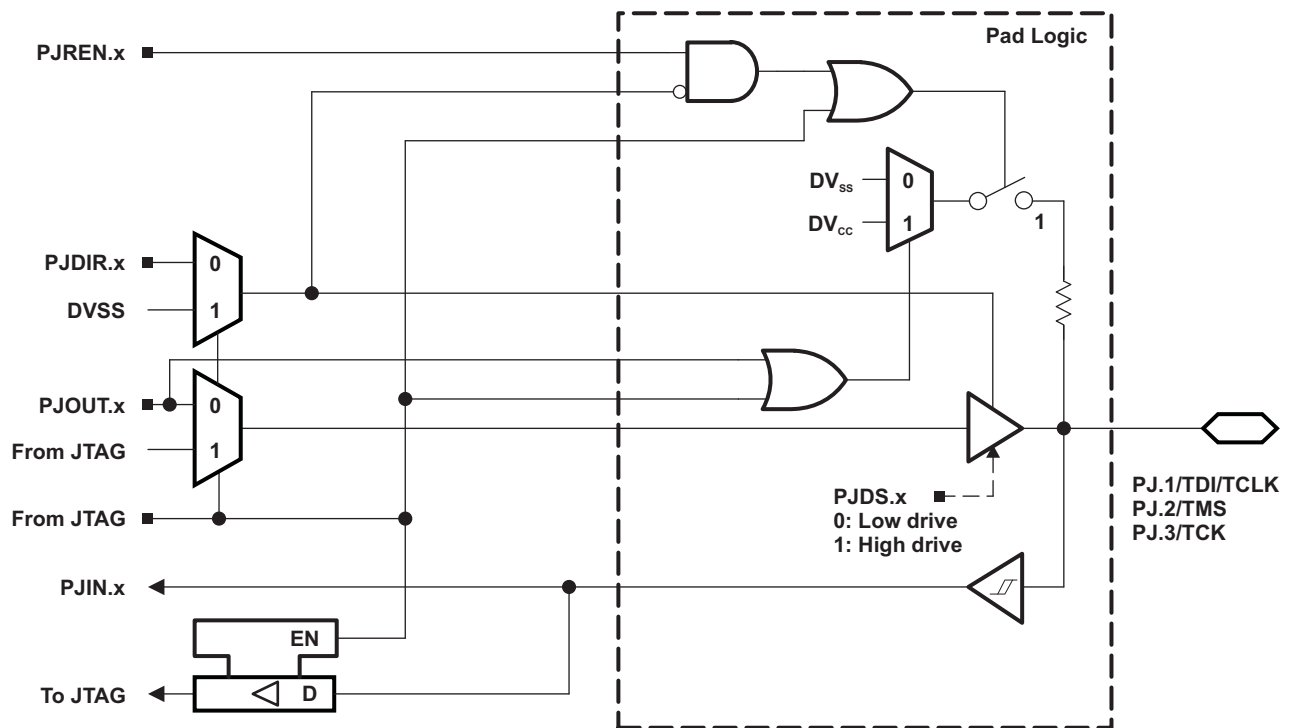 Pad Logic
PJREN.x
DVSS
0
DVCC
1
1
PJDIR.x
0
DVSS
1
PJOUT.x
0
From JTAG
1
PJDS.x
0: Low drive
1: High drive
PJ.1/TDI/TCLK
PJ.2/TMS
PJ.3/TCK
From JTAG
PJIN.x
EN
To JTAG
D